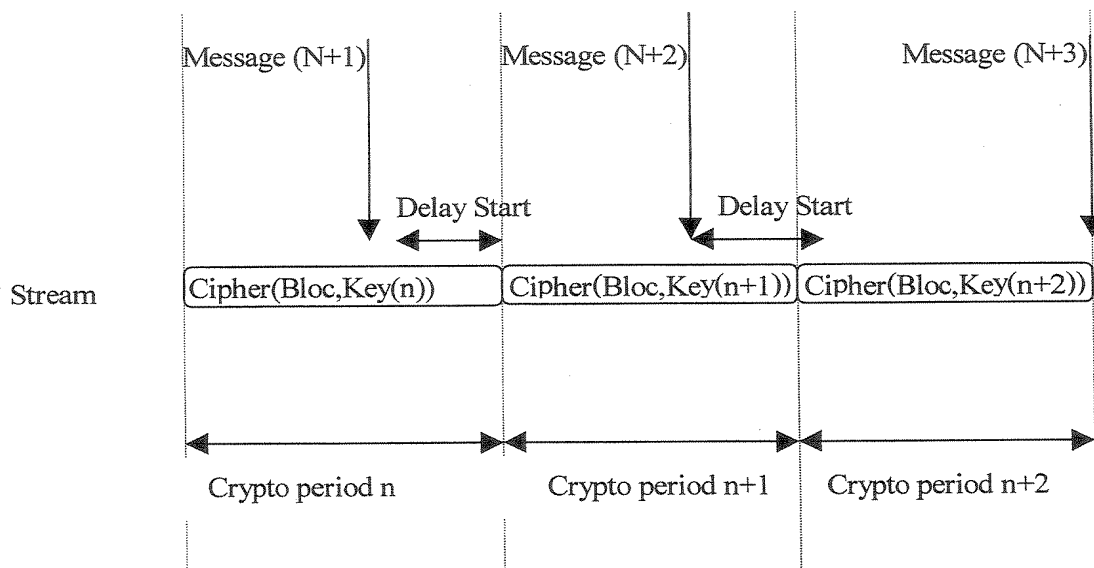 Message (N+1)
Message (N+2)
Message (N+3)
Delay Start
Delay Start
Stream
Cipher(Bloc,Key(n))
Cipher(Bloc,Key(n+1))
Cipher(Bloc,Key(n+2))
Crypto period n
Crypto period n+1
Crypto period n+2